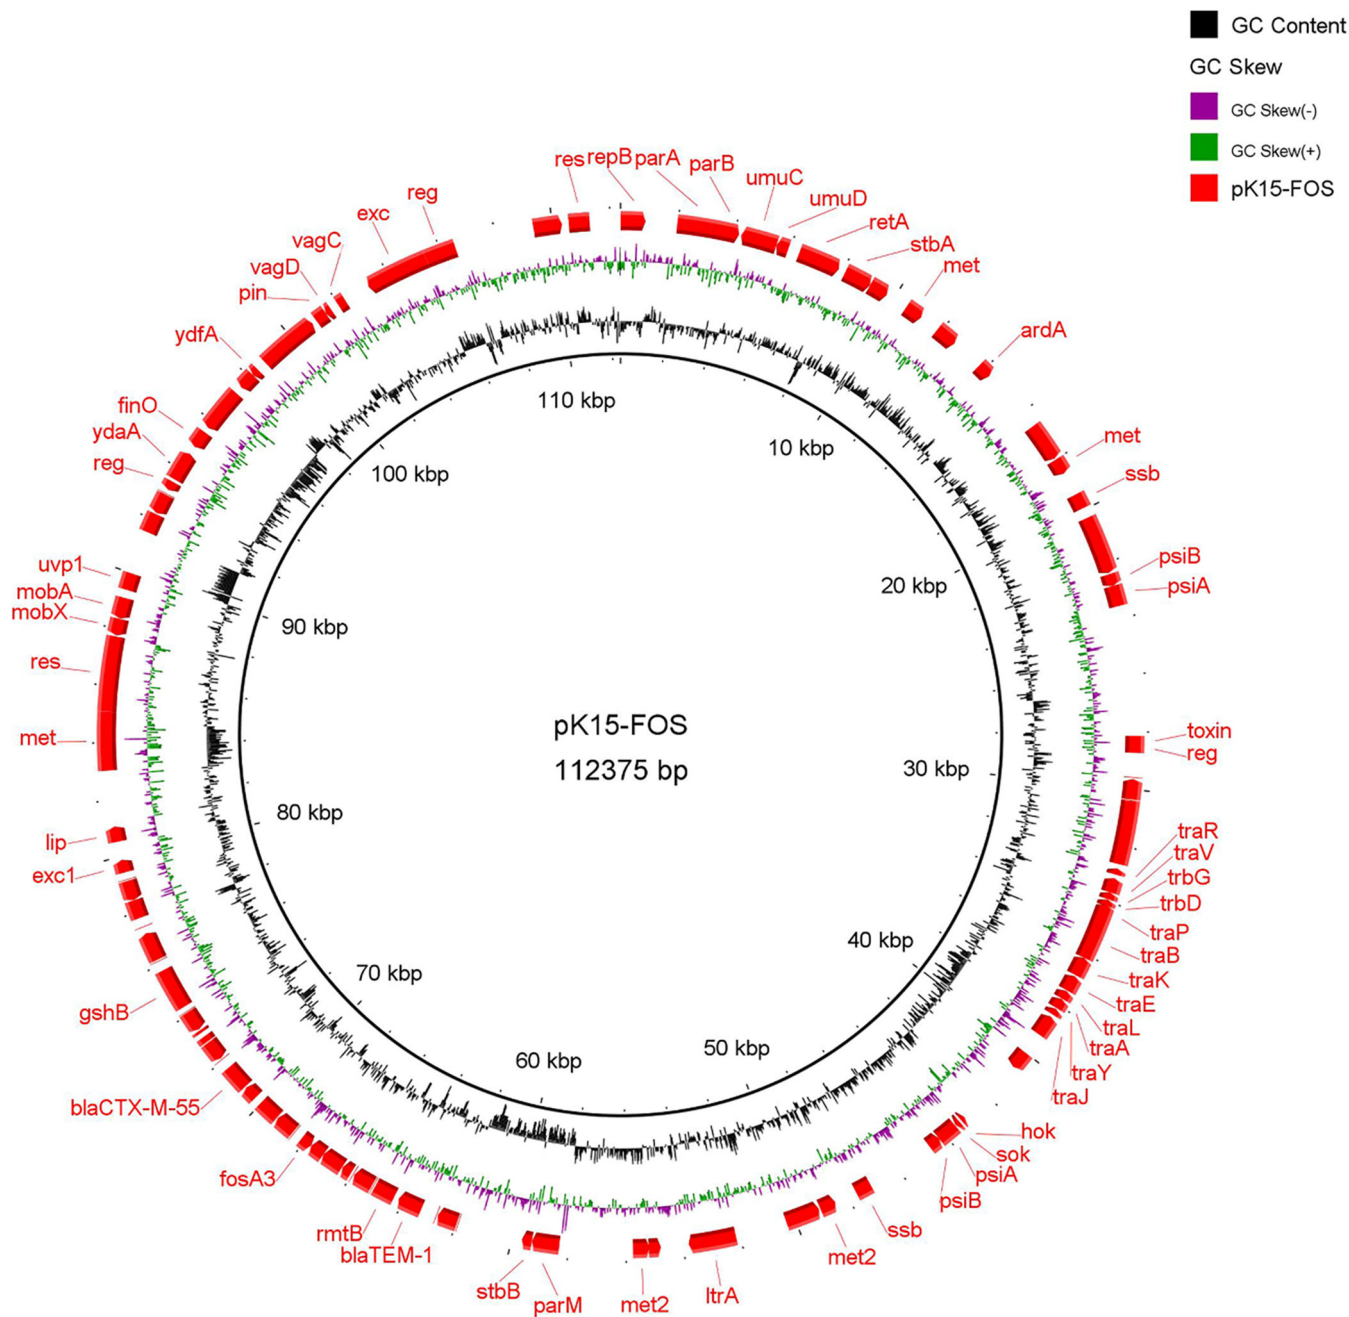 GC Content
GC Skew
GC Skew(-)
GC Skew(+)
pK15-FOS
res
repB
parA
parB
umuC
umuD
retA
stbA
met
ardA
met
ssb
psiB
psiA
toxin
reg
traR
traV
trbG
trbD
traP
traB
traK
traE
traL
traA
traY
traJ
hok
sok
psiA
psiB
ssb
met2
ltrA
met2
parM
stbB
blaTEM-1
rmtB
fosA3
blaCTX-M-55
gshB
exc1
lip
met
res
mobX
mobA
uvp1
reg
ydaA
finO
ydfA
pin
vagD
vagC
exc
reg
110 kbp
10 kbp
20 kbp
30 kbp
40 kbp
50 kbp
60 kbp
70 kbp
80 kbp
90 kbp
100 kbp
pK15-FOS
112375 bp